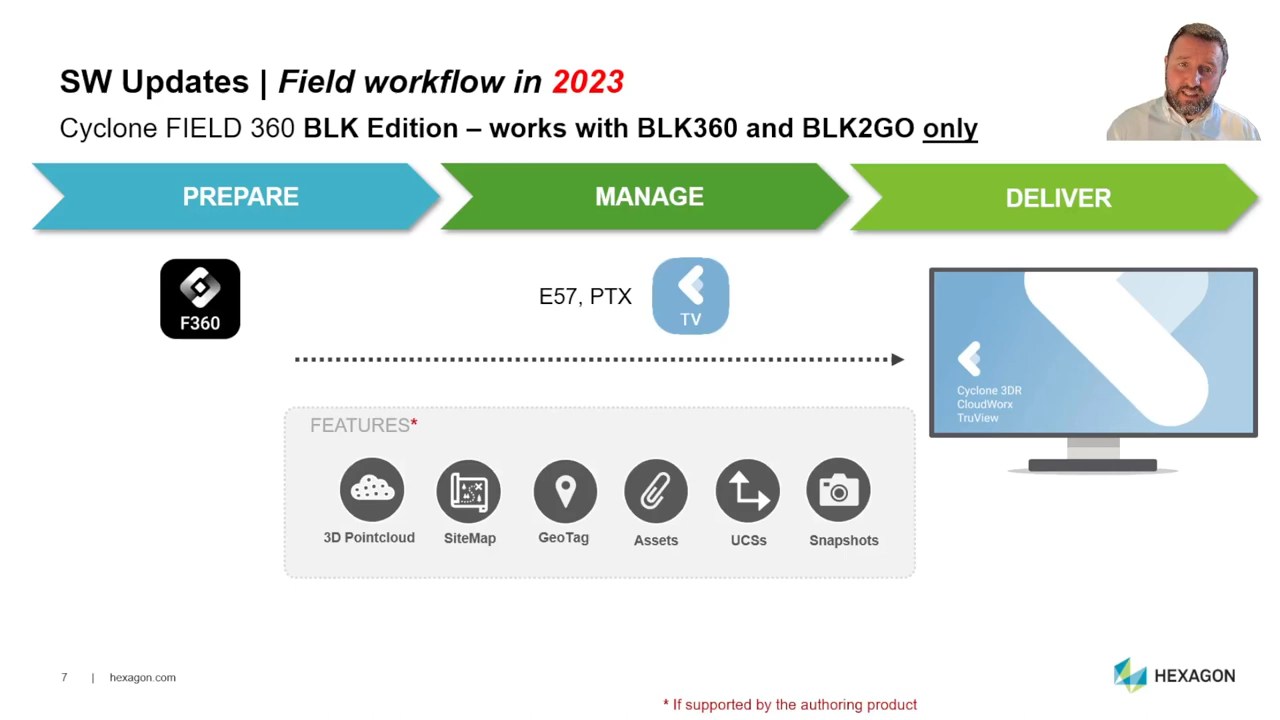 SW Updates | Field workflow in 2023
Cyclone FIELD 360 BLK Edition – works with BLK360 and BLK2GO only
PREPARE
MANAGE
DELIVER
F360
E57, PTX
TV
Cyclone 3DR
CloudWorx
TruView
FEATURES*
3D Pointcloud
SiteMap
GeoTag
Assets
UCSs
Snapshots
7 | hexagon.com
HEXAGON
* If supported by the authoring product